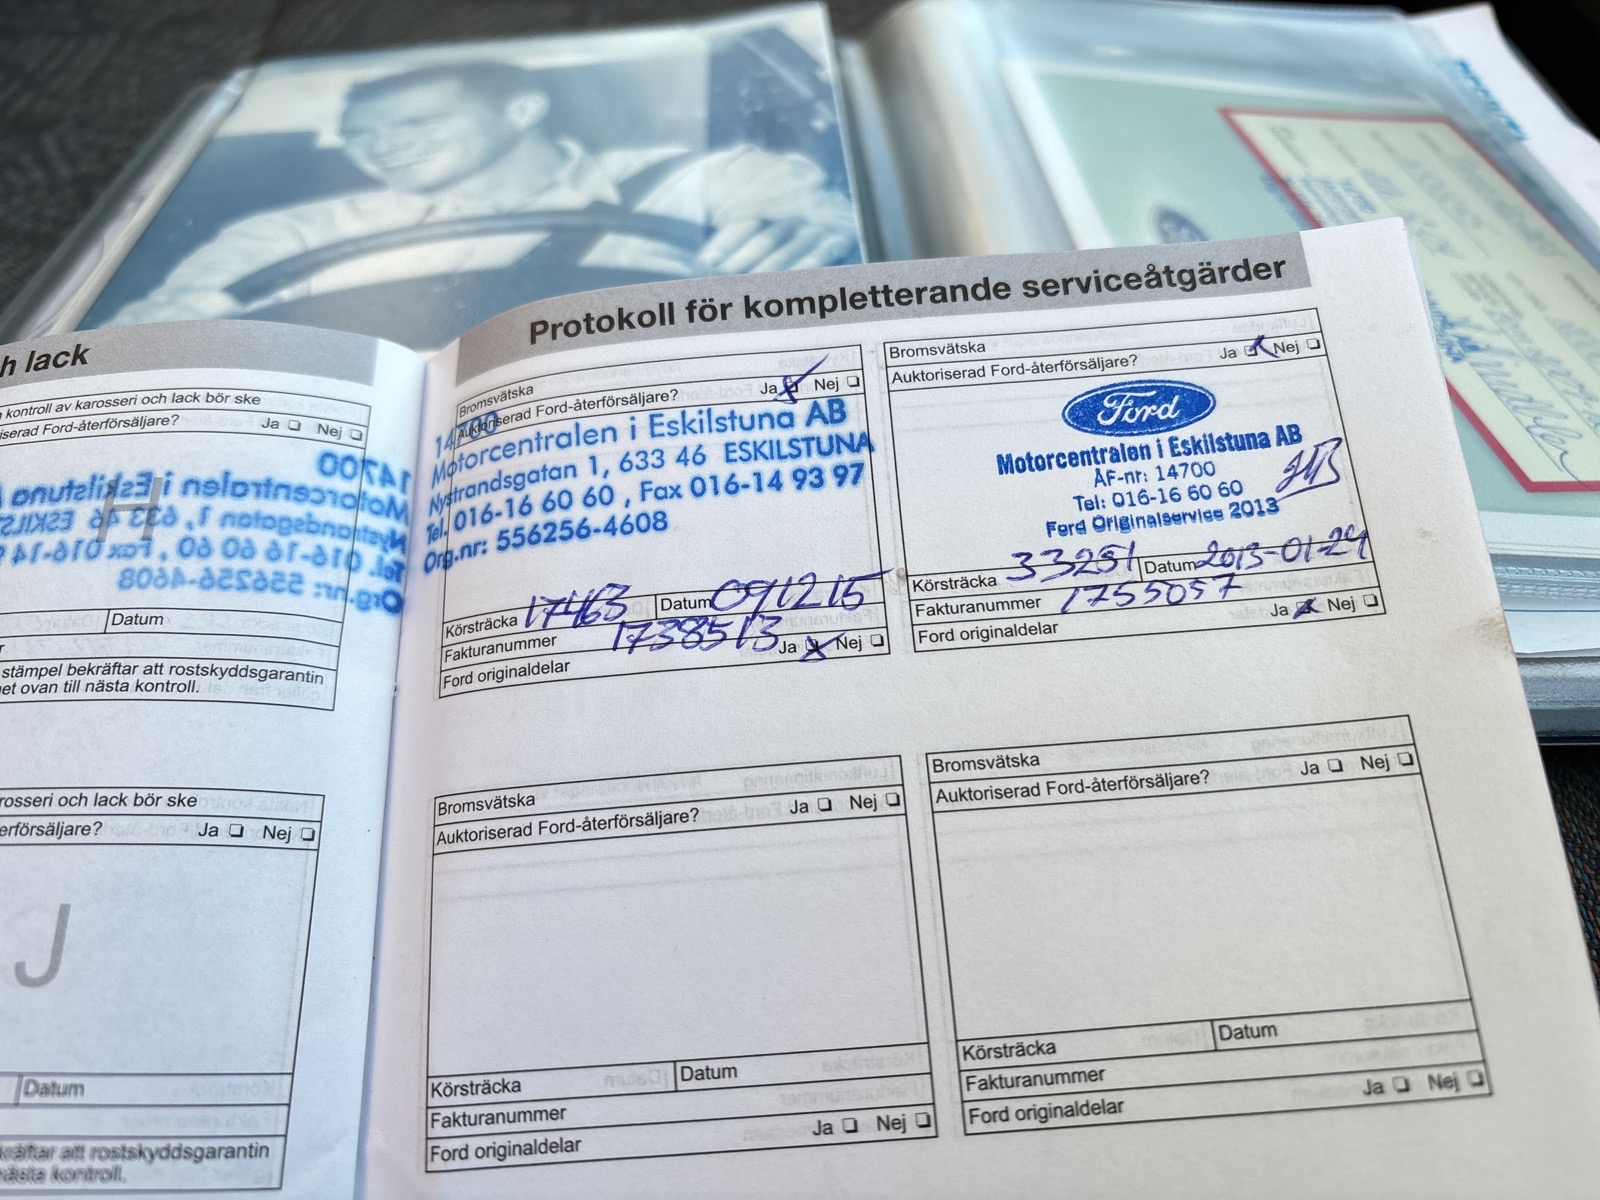 h lack
kontroll av karosseri och lack bör ske
iserad Ford-återförsäljare? Ja Nej
H
14700
Motorcentralen i Eskilstuna
Nystrandsgatan 1, 633 46
Tel. 016-16 60 60, Fax 016-14
Org.nr: 556256-4608
Datum
stämpel bekräftar att rostskyddsgarantin
et ovan till nästa kontroll.
rosseri och lack bör ske
erförsäljare? Ja Nej
J
Datum
kräftar att rostskyddsgarantin
nästa kontroll.
Protokoll för kompletterande serviceåtgärder
Bromsvätska
Auktoriserad Ford-återförsäljare? Ja Nej
14700
Motorcentralen i Eskilstuna AB
Nystrandsgatan 1, 633 46 ESKILSTUNA
Tel. 016-16 60 60, Fax 016-14 93 97
Org.nr: 556256-4608
Körsträcka 17463 Datum 091215
Fakturanummer 1738513
Ford originaldelar Ja Nej
Bromsvätska
Auktoriserad Ford-återförsäljare? Ja Nej
Ford
Motorcentralen i Eskilstuna AB
ÅF-nr: 14700
Tel: 016-16 60 60
Ford Originalservice 2013
Körsträcka 33251 Datum 2013-01-24
Fakturanummer 1755057
Ford originaldelar Ja Nej
Bromsvätska
Auktoriserad Ford-återförsäljare? Ja Nej
Körsträcka Datum
Fakturanummer
Ford originaldelar Ja Nej
Bromsvätska
Auktoriserad Ford-återförsäljare? Ja Nej
Körsträcka Datum
Fakturanummer
Ford originaldelar Ja Nej